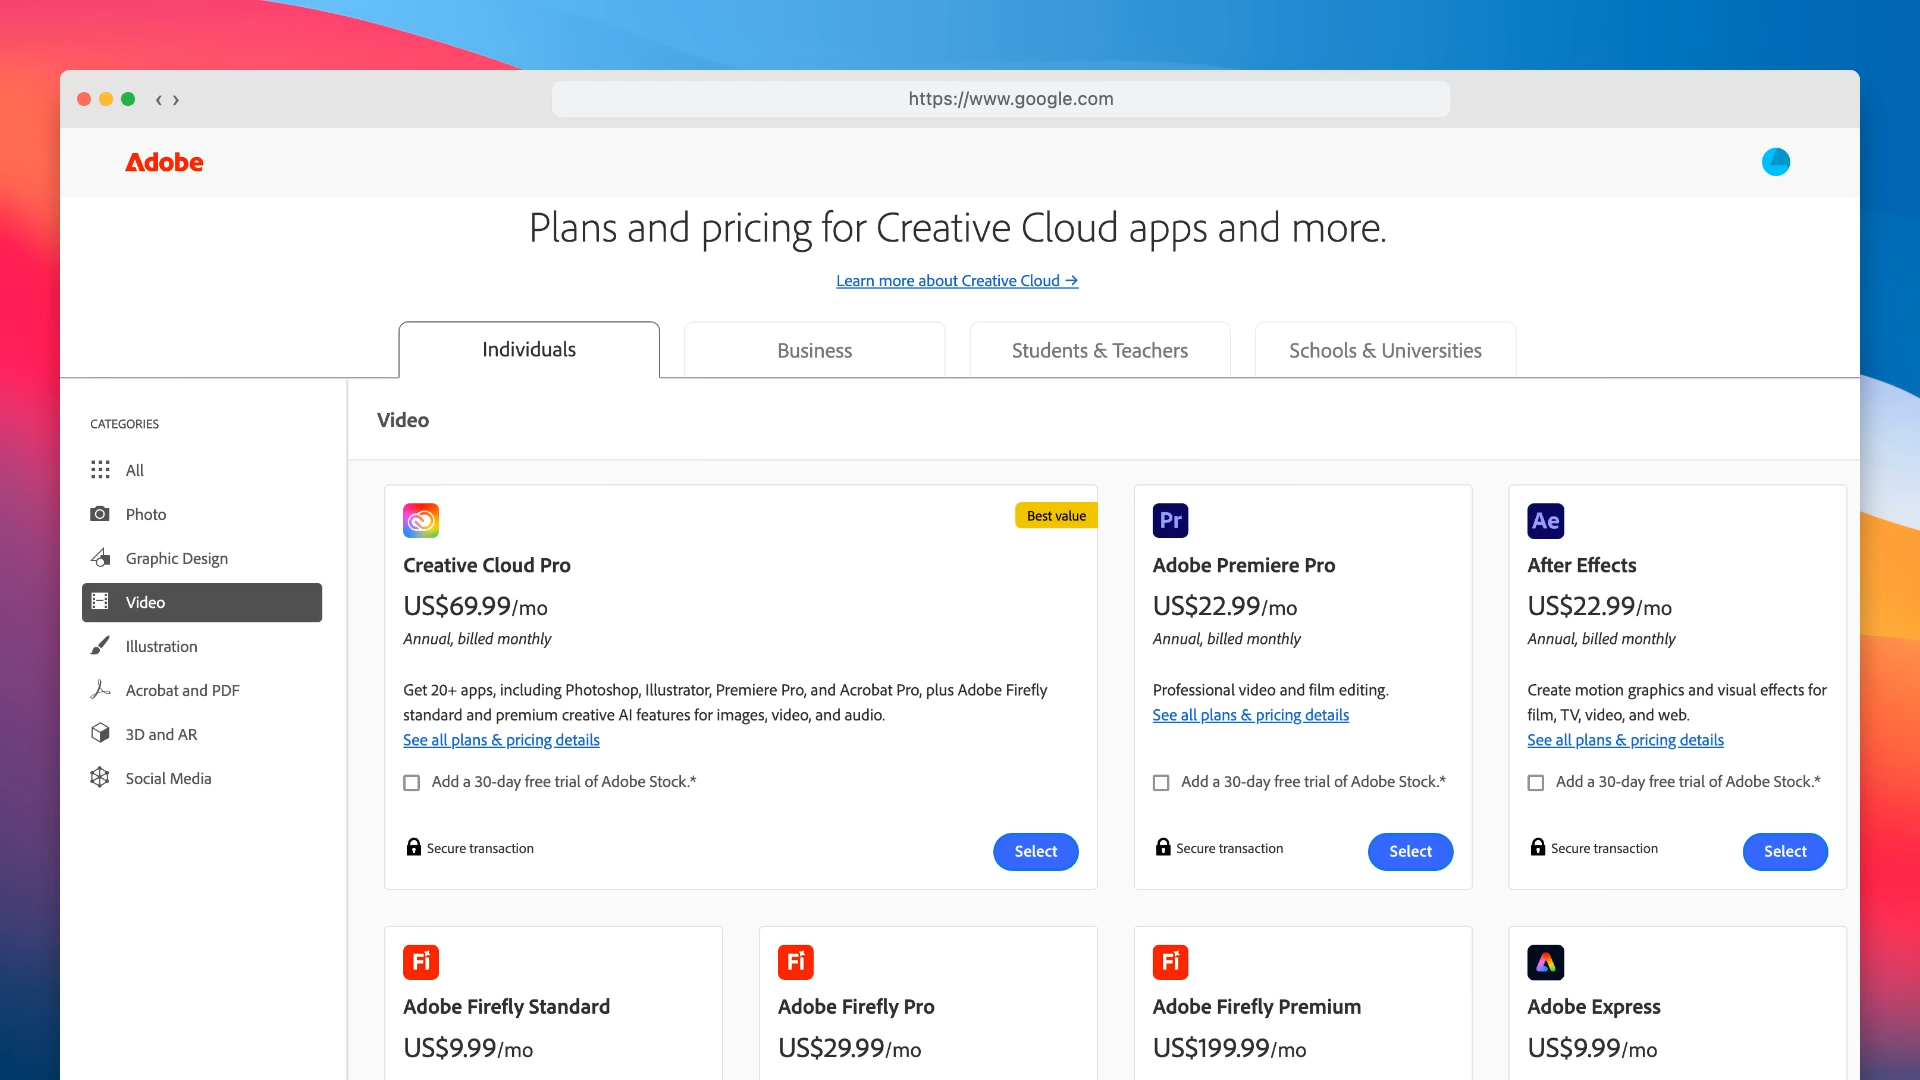 https://www.google.com
Adobe
Plans and pricing for Creative Cloud apps and more.
Learn more about Creative Cloud →
Individuals
Business
Students & Teachers
Schools & Universities
CATEGORIES
All
Photo
Graphic Design
Video
Illustration
Acrobat and PDF
3D and AR
Social Media
Video
Best value
Creative Cloud Pro
US$69.99/mo
Annual, billed monthly
Get 20+ apps, including Photoshop, Illustrator, Premiere Pro, and Acrobat Pro, plus Adobe Firefly
standard and premium creative AI features for images, video, and audio.
See all plans & pricing details
Add a 30-day free trial of Adobe Stock.*
Secure transaction
Select
Pr
Adobe Premiere Pro
US$22.99/mo
Annual, billed monthly
Professional video and film editing.
See all plans & pricing details
Add a 30-day free trial of Adobe Stock.*
Secure transaction
Select
Ae
After Effects
US$22.99/mo
Annual, billed monthly
Create motion graphics and visual effects for
film, TV, video, and web.
See all plans & pricing details
Add a 30-day free trial of Adobe Stock.*
Secure transaction
Select
Fi
Adobe Firefly Standard
US$9.99/mo
Fi
Adobe Firefly Pro
US$29.99/mo
Fi
Adobe Firefly Premium
US$199.99/mo
Adobe Express
US$9.99/mo